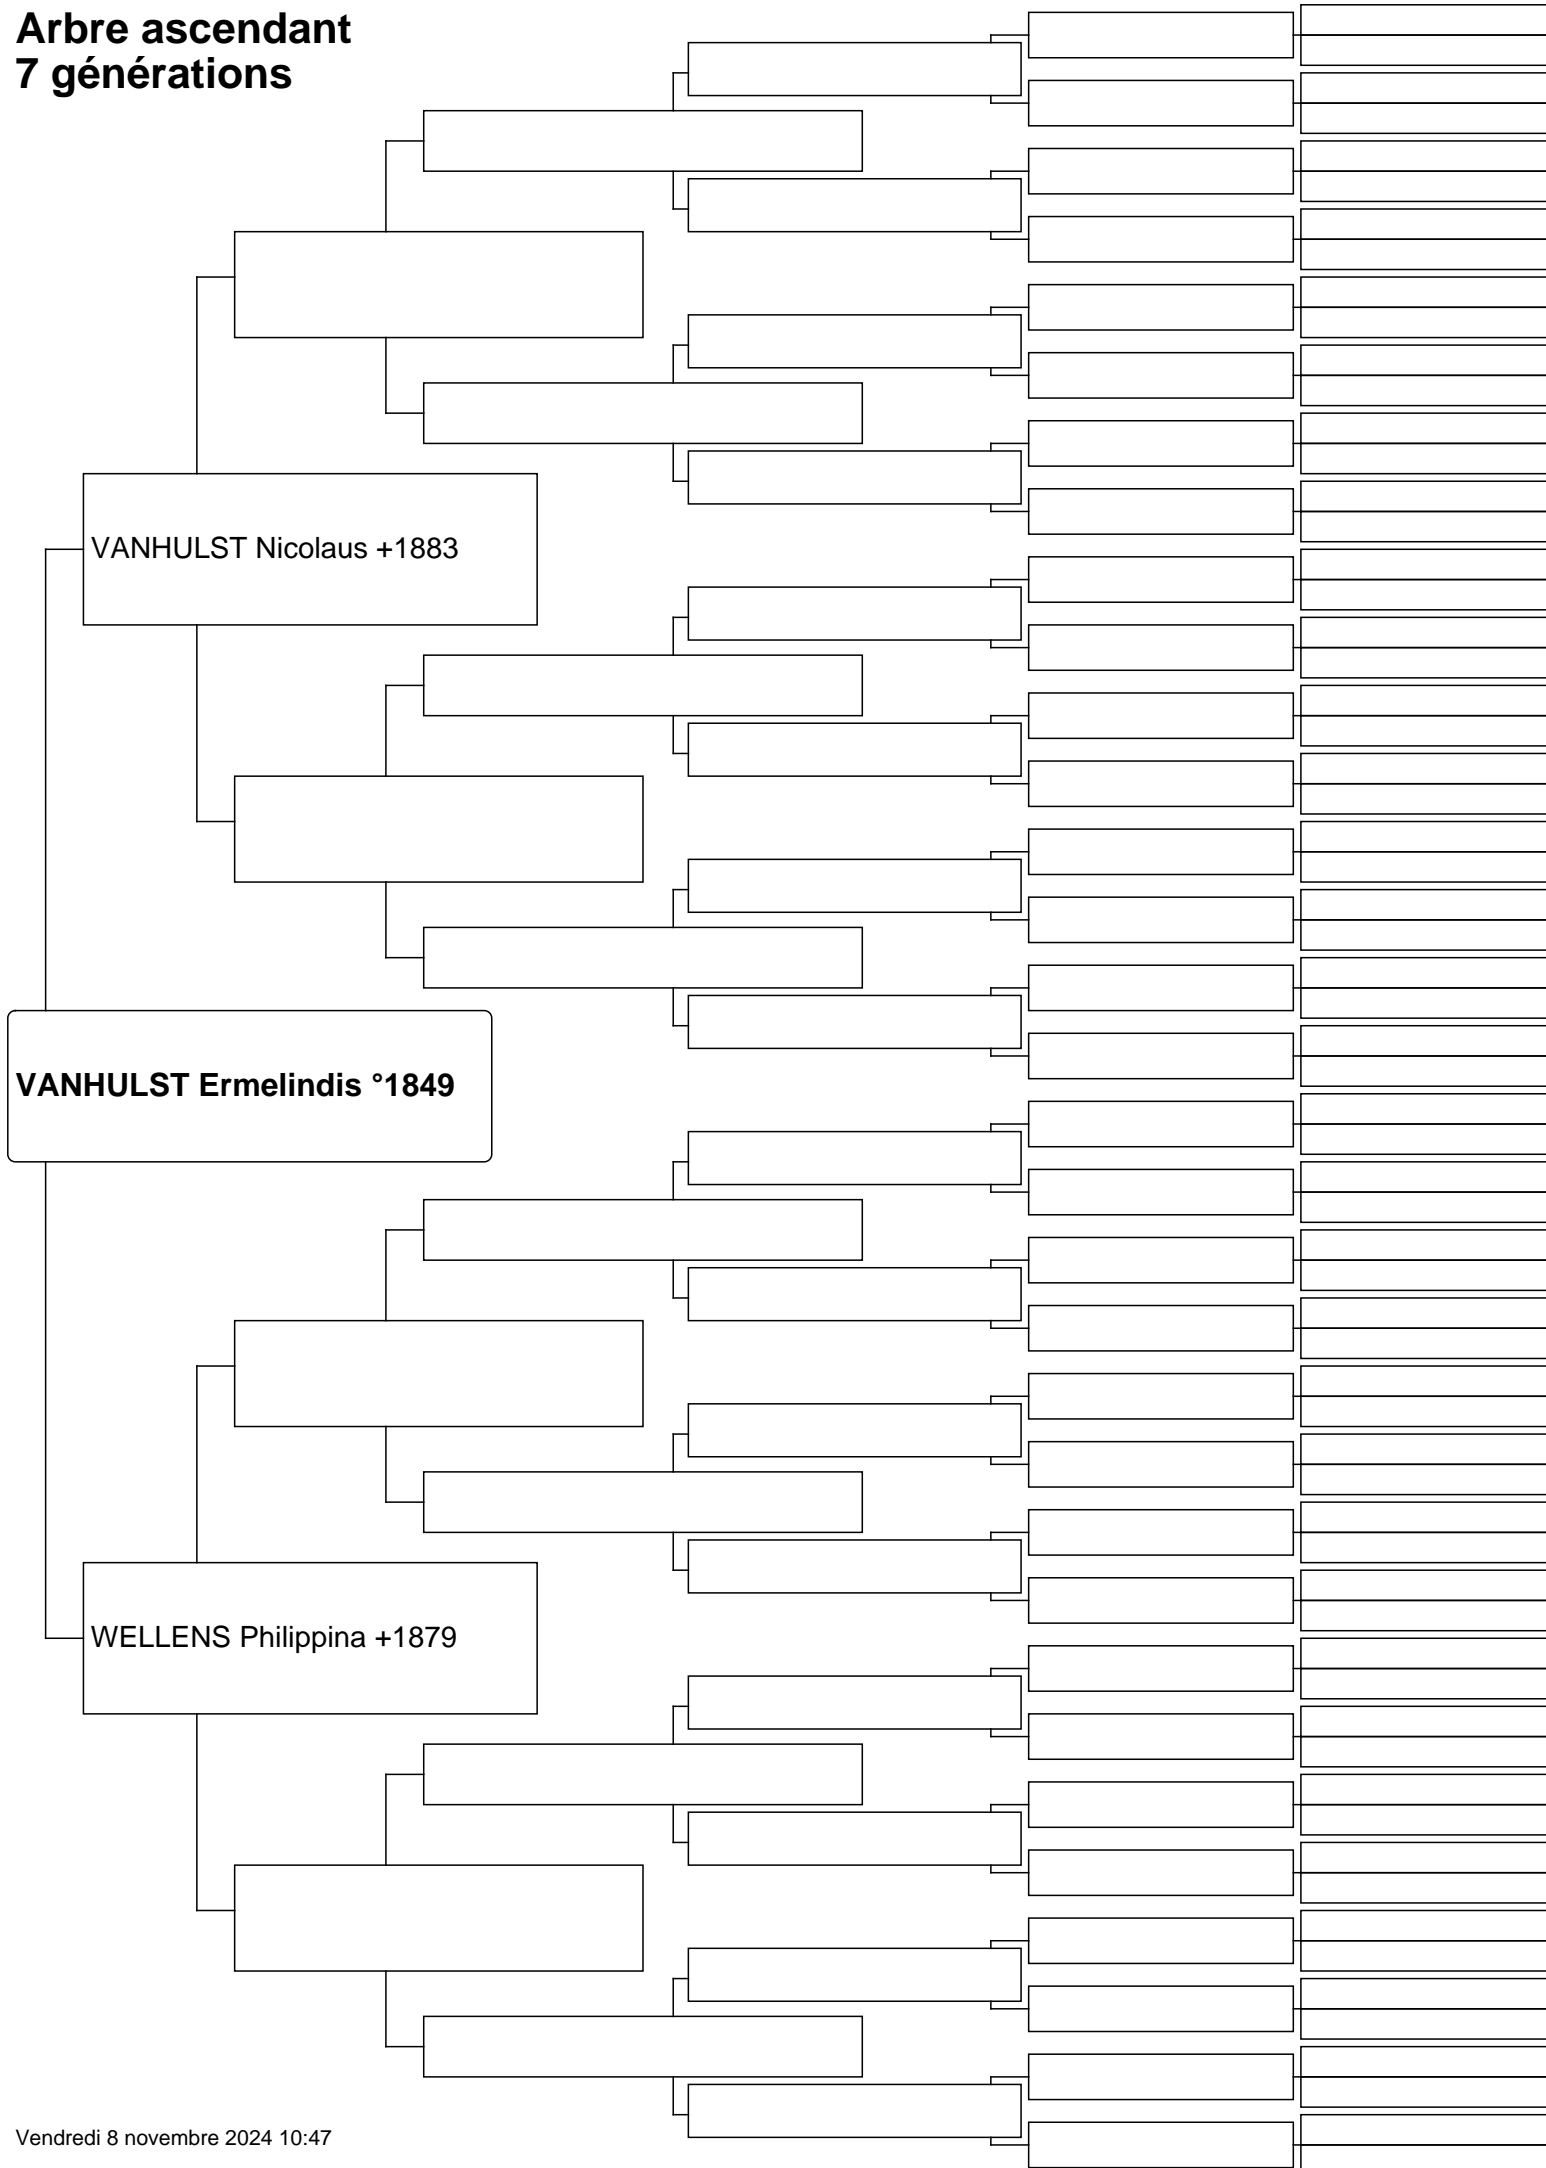 Arbre ascendant
7 générations
VANHULST Nicolaus +1883
VANHULST Ermelindis °1849
WELLENS Philippina +1879
Vendredi 8 novembre 2024 10:47